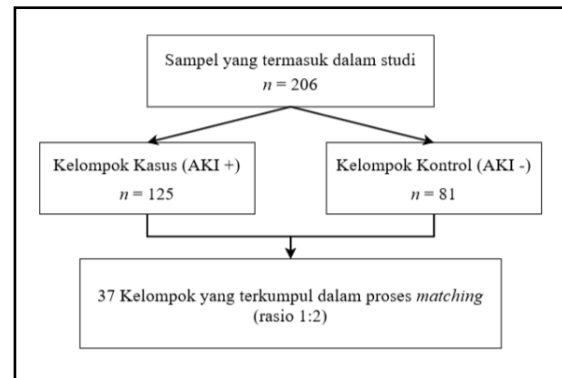 Sampel yang termasuk dalam studi
n = 206
Kelompok Kasus (AKI +)
n = 125
Kelompok Kontrol (AKI -)
n = 81
37 Kelompok yang terkumpul dalam proses matching
(rasio 1:2)